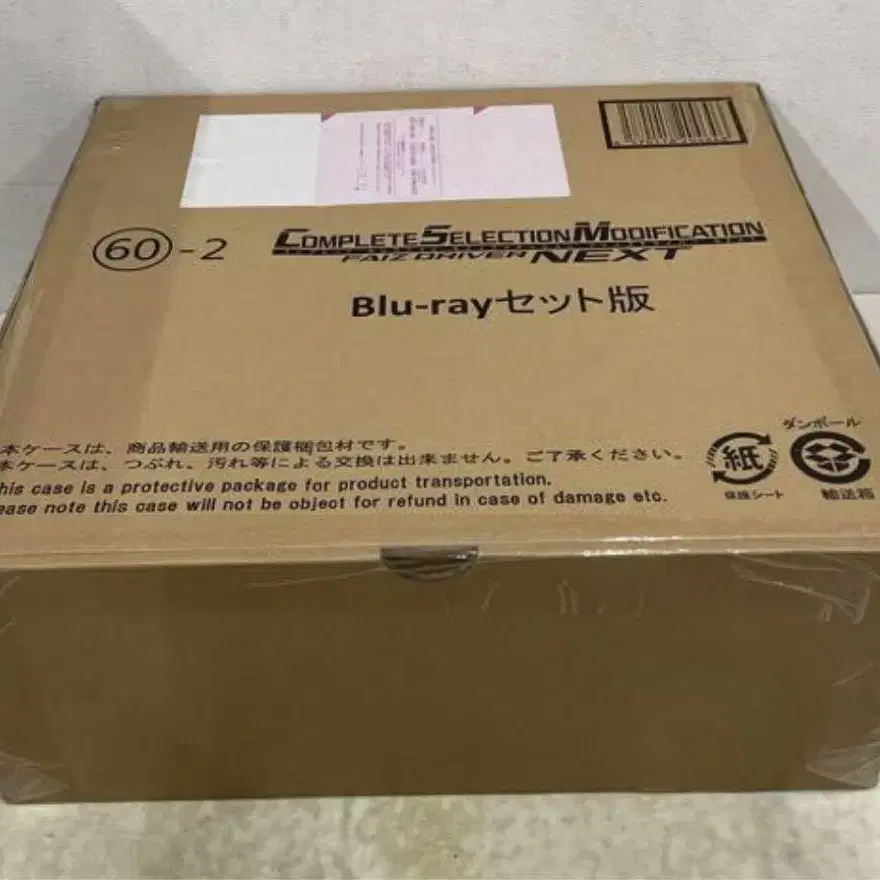 60-2
COMPLETE SELECTION MODIFICATION
FAIZ DRIVER NEXT
Blu-rayセット版
本ケースは、商品輸送用の保護梱包材です。
本ケースは、つぶれ、汚れ等による交換は出来ません。ご了承ください。
his case is a protective package for product transportation.
ease note this case will not be object for refund in case of damage etc.
紙
保護シート
ダンボール
輸送箱